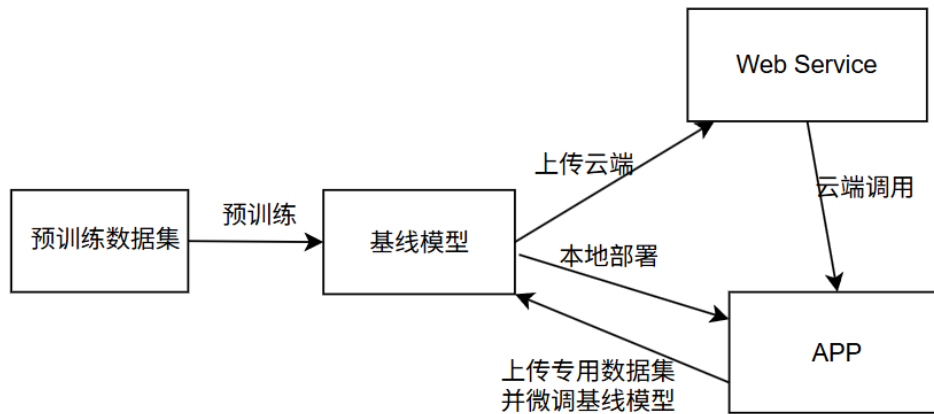 Web Service
上传云端
云端调用
预训练数据集
预训练
基线模型
本地部署
APP
上传专用数据集
并微调基线模型